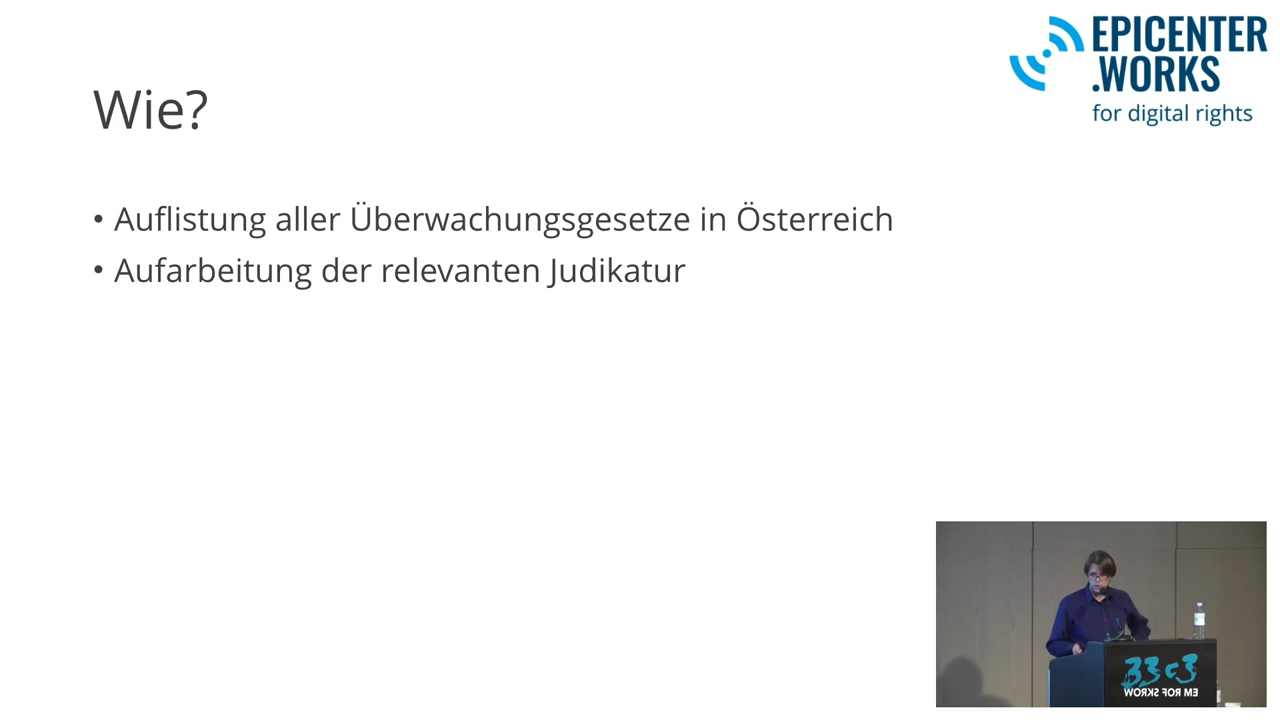 EPICENTER
.WORKS
for digital rights
Wie?
• Auflistung aller Überwachungsgesetze in Österreich
• Aufarbeitung der relevanten Judikatur
33c3
WORKS FOR ME